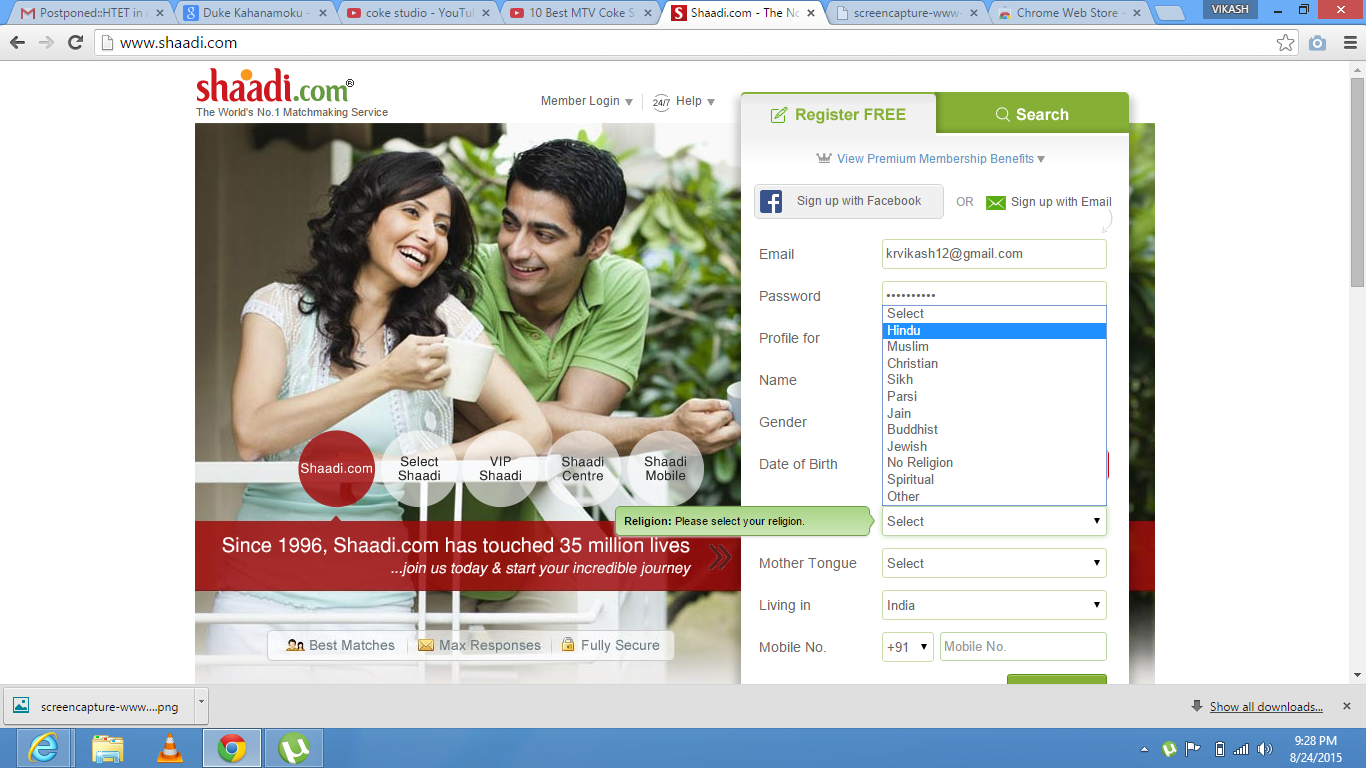 Postponed::HTET in
Duke Kahanamoku -
coke studio - YouTu
10 Best MTV Coke S
Shaadi.com - The No
screencapture-www-
Chrome Web Store -
VIKASH
www.shaadi.com
shaadi.com®
The World's No.1 Matchmaking Service
Member Login
24/7 Help
Register FREE
Search
View Premium Membership Benefits
Sign up with Facebook
OR
Sign up with Email
Email
krvikash12@gmail.com
Password
••••••••••
Profile for
Name
Gender
Date of Birth
Select
Hindu
Muslim
Christian
Sikh
Parsi
Jain
Buddhist
Jewish
No Religion
Spiritual
Other
Religion: Please select your religion.
Select
Mother Tongue
Select
Living in
India
Mobile No.
+91
Mobile No.
Shaadi.com
Select
Shaadi
VIP
Shaadi
Shaadi
Centre
Shaadi
Mobile
Since 1996, Shaadi.com has touched 35 million lives
...join us today & start your incredible journey
Best Matches
Max Responses
Fully Secure
screencapture-www....png
Show all downloads...
9:28 PM
8/24/2015